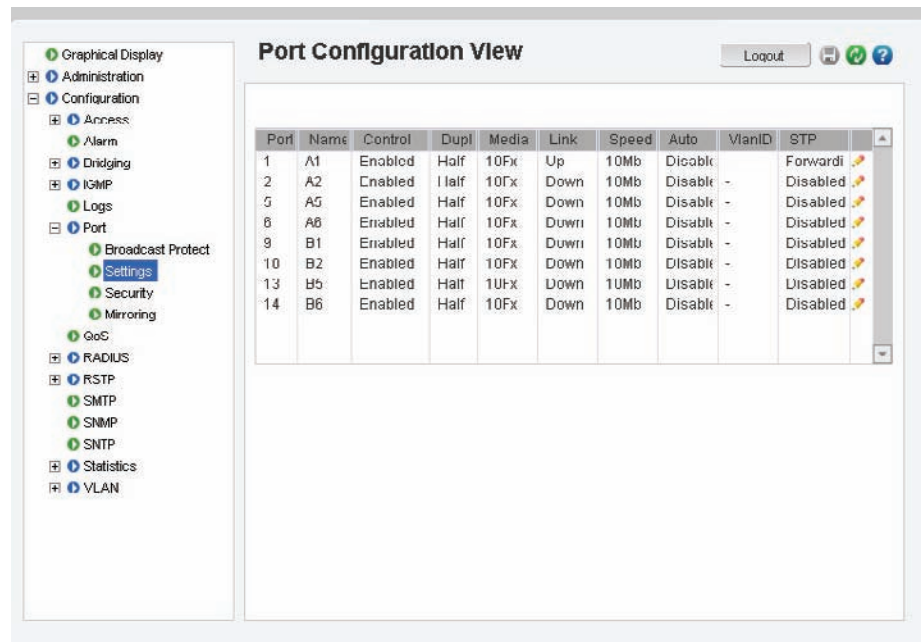 Port Configuration View
Logout
Graphical Display
Administration
Configuration
Access
Alarm
Bridging
IGMP
Logs
Port
Broadcast Protect
Settings
Security
Mirroring
QoS
RADIUS
RSTP
SMTP
SNMP
SNTP
Statistics
VLAN
Port Name Control Dupl Media Link Speed Auto VlanID STP
1 A1 Enabled Half 10Fx Up 10Mb Disable Forwardi
2 A2 Enabled Half 10Fx Down 10Mb Disable - Disabled
5 A5 Enabled Half 10Fx Down 10Mb Disable - Disabled
6 A6 Enabled Half 10Fx Down 10Mb Disable - Disabled
9 B1 Enabled Half 10Fx Down 10Mb Disable - Disabled
10 B2 Enabled Half 10Fx Down 10Mb Disable - Disabled
13 B5 Enabled Half 10Fx Down 10Mb Disable - Disabled
14 B6 Enabled Half 10Fx Down 10Mb Disable - Disabled